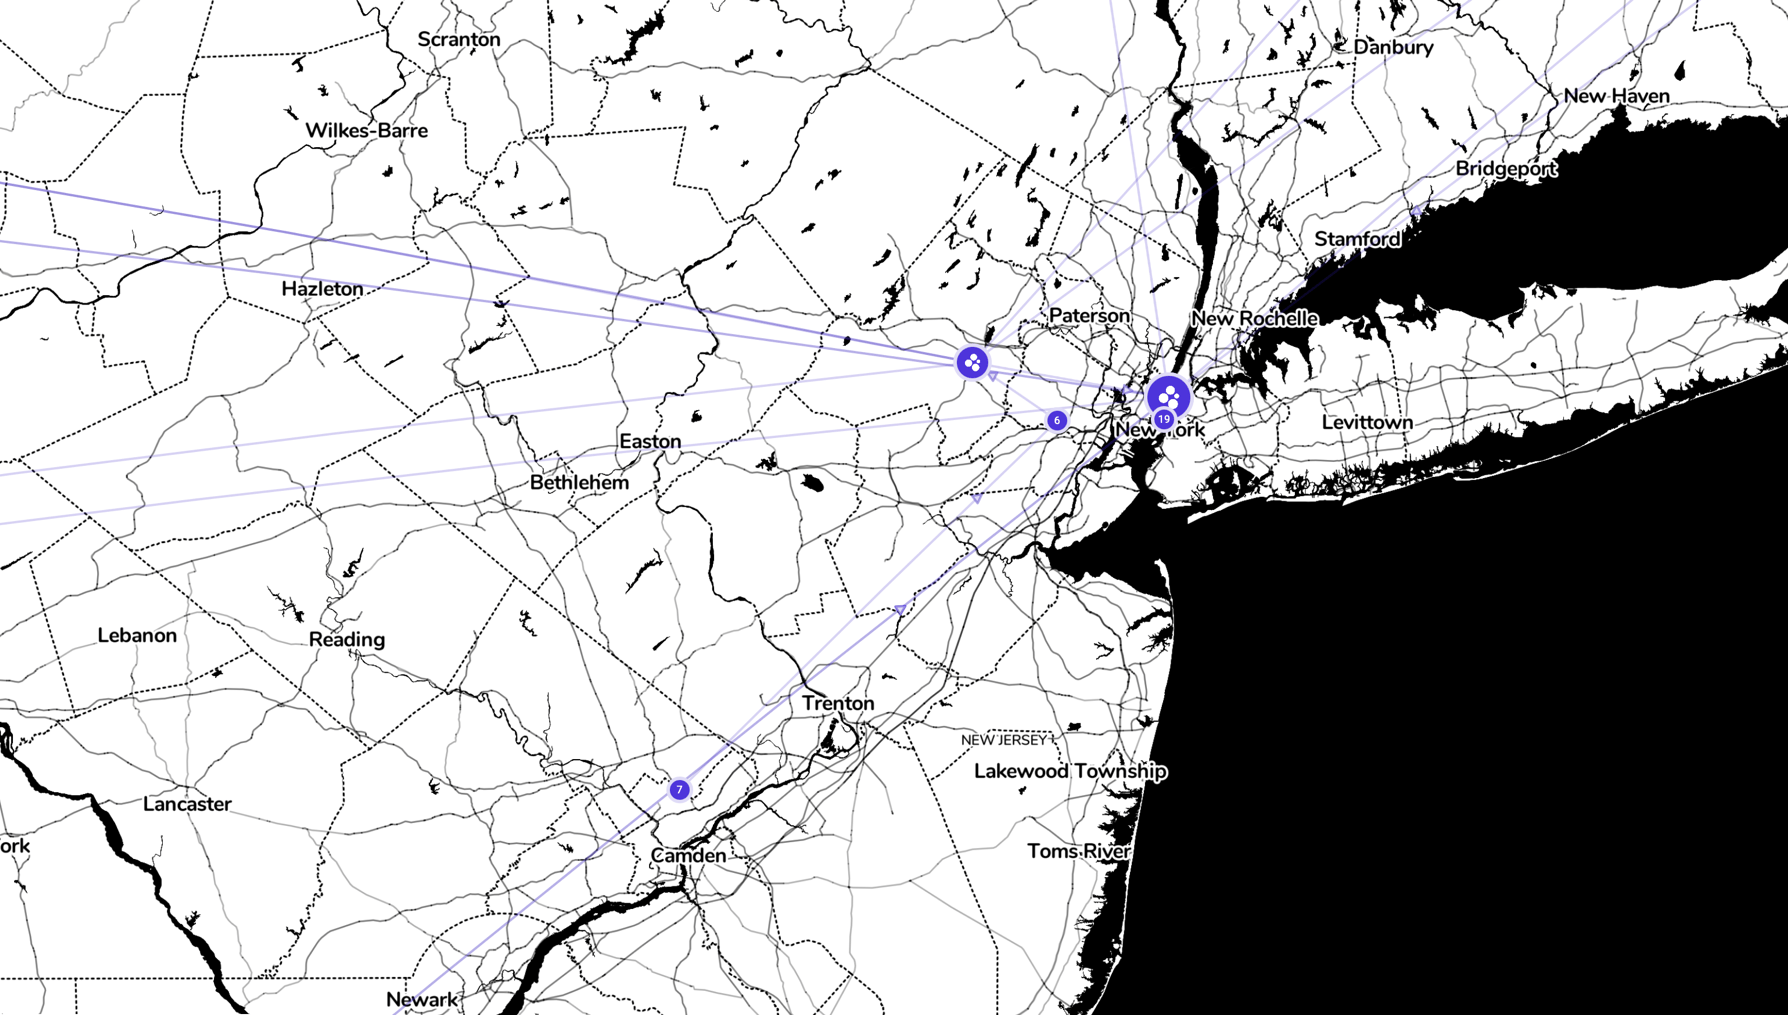 Scranton
Danbury
New Haven
Wilkes-Barre
Bridgeport
Stamford
Hazleton
Paterson
New Rochelle
6
19
New York
Levittown
Easton
Bethlehem
Lebanon
Reading
Trenton
NEW JERSEY
Lakewood Township
7
Lancaster
ork
Camden
Toms River
Newark